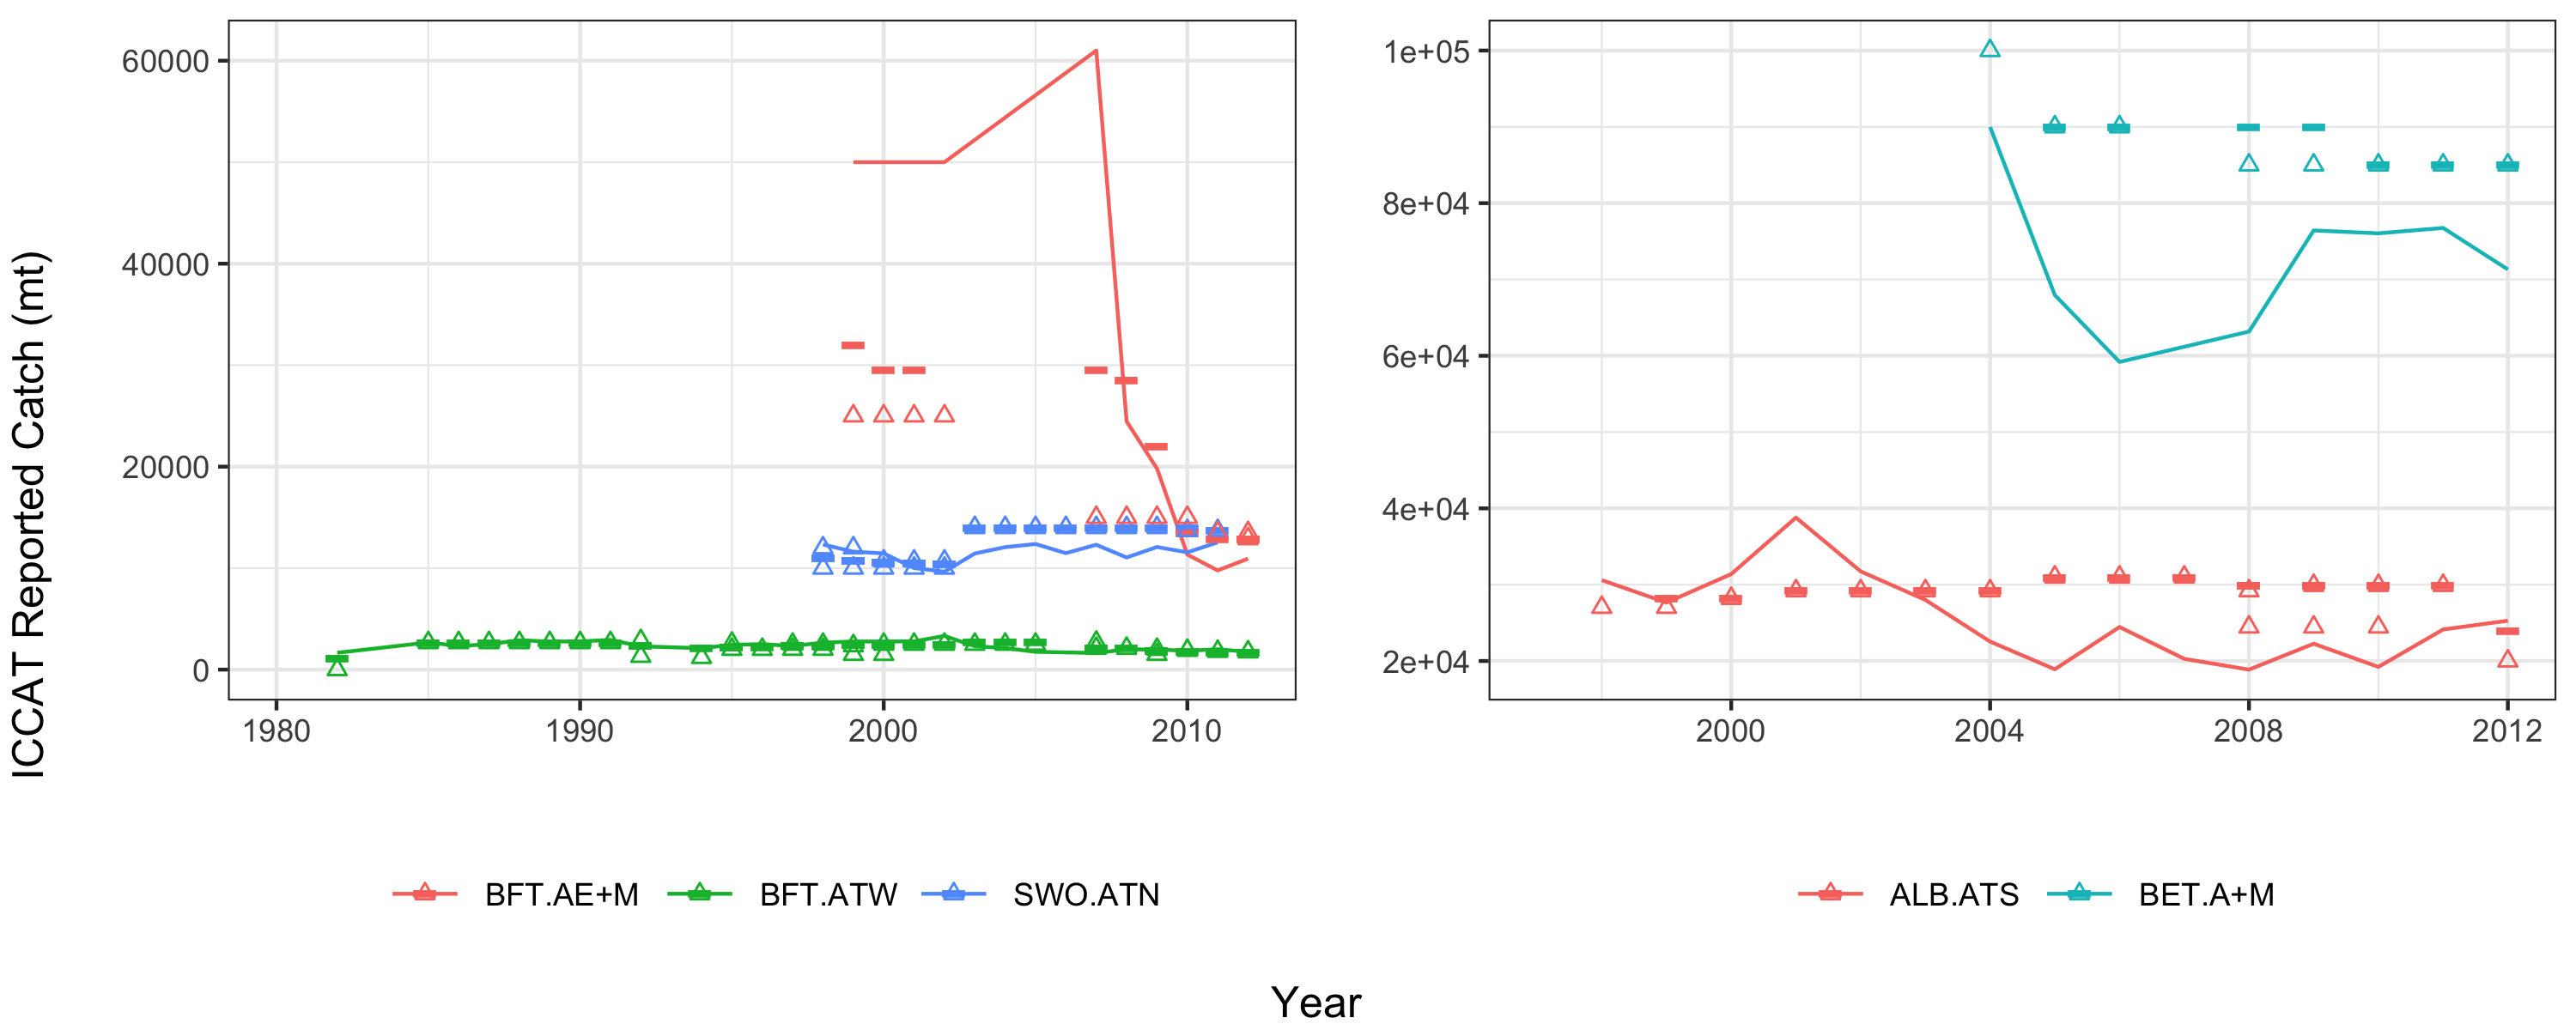 ICCAT Reported Catch (mt)
60000
40000
20000
0
1980 1990 2000 2010
BFT.AE+M BFT.ATW SWO.ATN
1e+05
8e+04
6e+04
4e+04
2e+04
2000 2004 2008 2012
ALB.ATS BET.A+M
Year